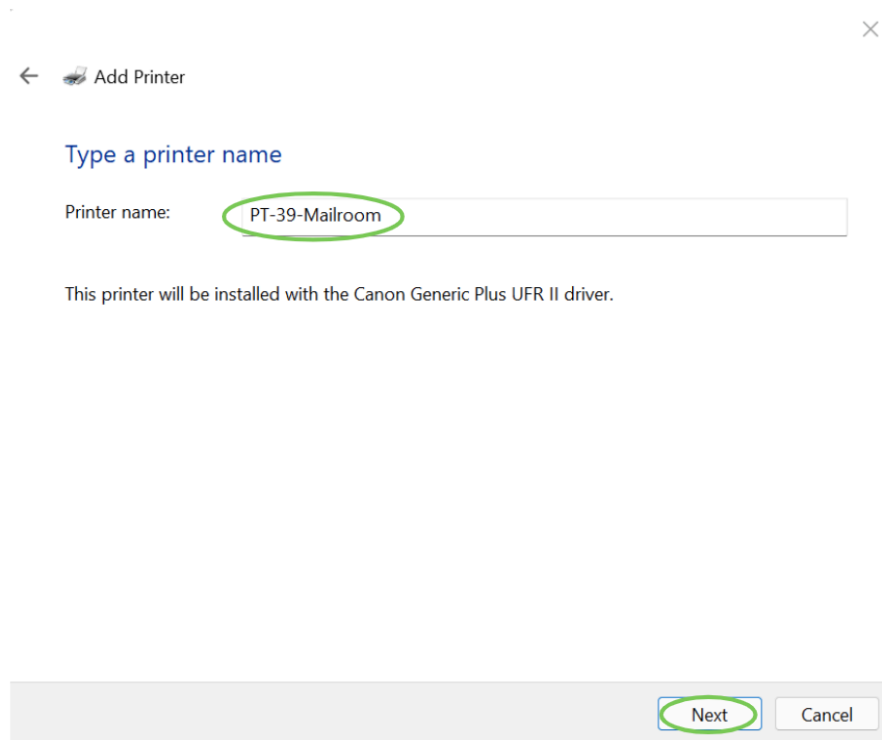 Add Printer
Type a printer name
Printer name: PT-39-Mailroom
This printer will be installed with the Canon Generic Plus UFR II driver.
Next Cancel